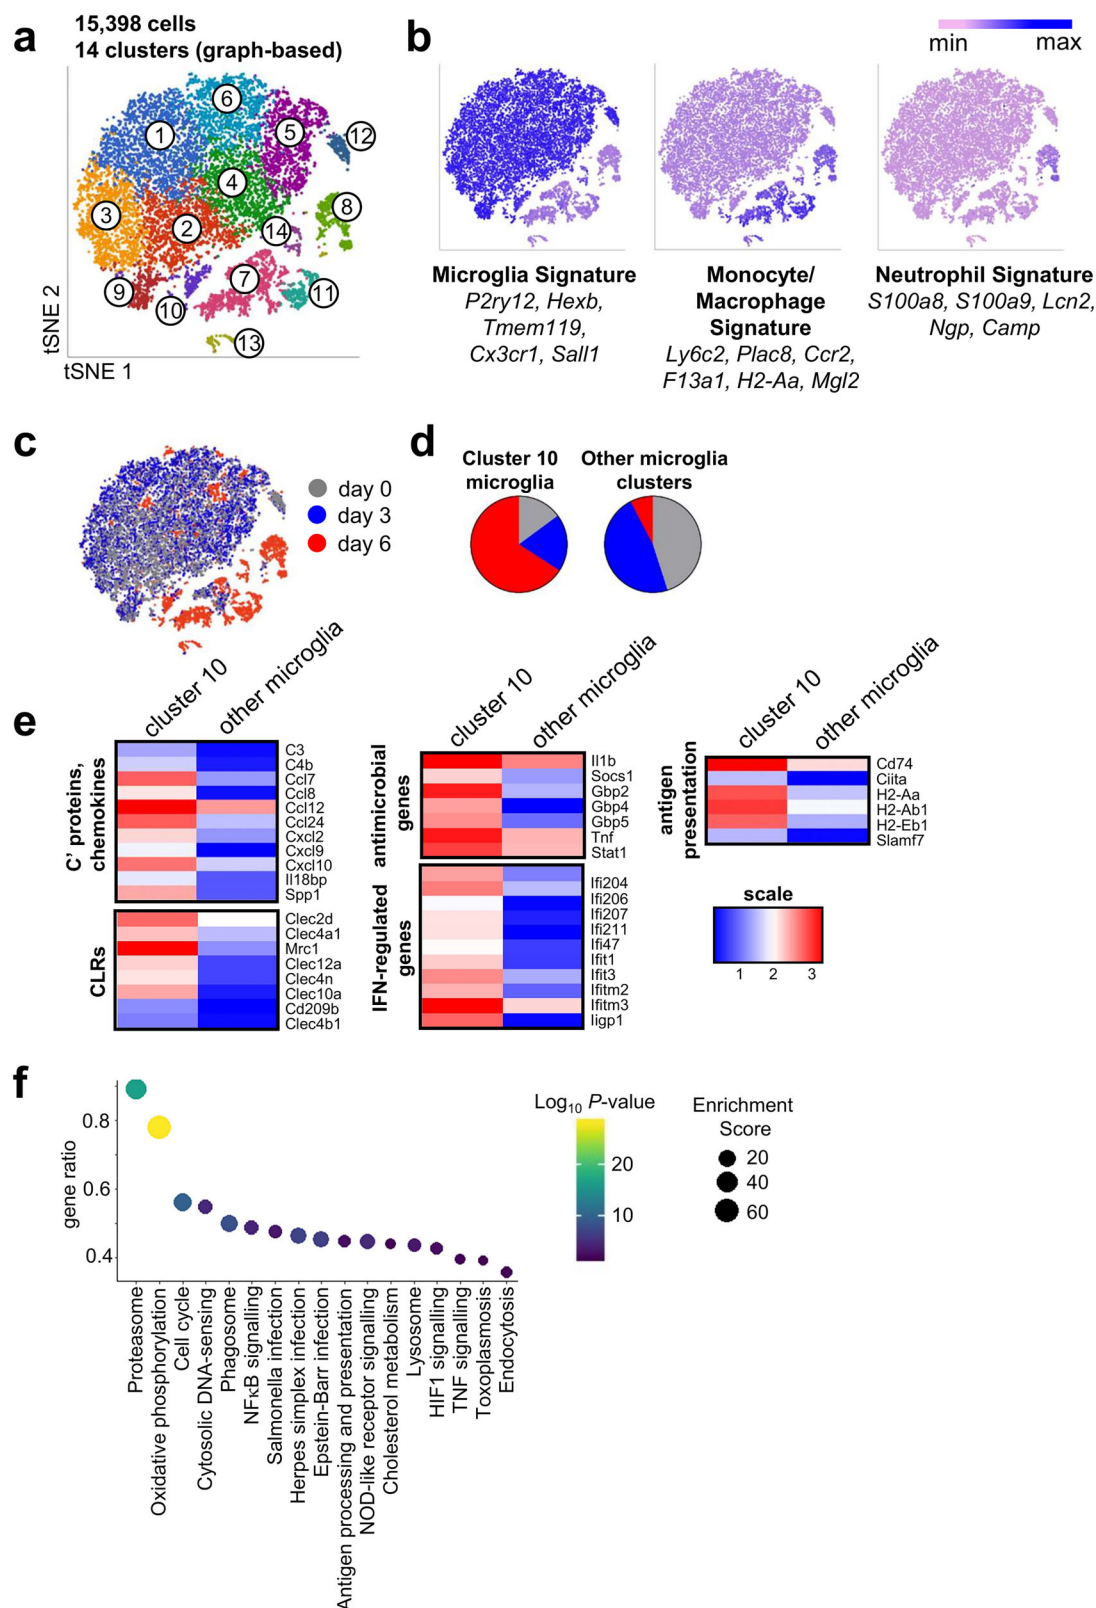 a
15,398 cells
14 clusters (graph-based)
1
2
3
4
5
6
7
8
9
10
11
12
13
14
tSNE 2
tSNE 1
b
min
max
Microglia Signature
P2ry12, Hexb,
Tmem119,
Cx3cr1, Sall1
Monocyte/
Macrophage
Signature
Ly6c2, Plac8, Ccr2,
F13a1, H2-Aa, Mgl2
Neutrophil Signature
S100a8, S100a9, Lcn2,
Ngp, Camp
c
day 0
day 3
day 6
d
Cluster 10
microglia
Other microglia
clusters
e
cluster 10
other microglia
C' proteins,
chemokines
C3
C4b
Ccl7
Ccl8
Ccl12
Ccl24
Cxcl2
Cxcl9
Cxcl10
Il18bp
Spp1
CLRs
Clec2d
Clec4a1
Mrc1
Clec12a
Clec4n
Clec10a
Cd209b
Clec4b1
cluster 10
other microglia
antimicrobial
genes
Il1b
Socs1
Gbp2
Gbp4
Gbp5
Tnf
Stat1
IFN-regulated
genes
Ifi204
Ifi206
Ifi207
Ifi211
Ifi47
Ifit1
Ifit3
Ifitm2
Ifitm3
Iigp1
cluster 10
other microglia
antigen
presentation
Cd74
Ciita
H2-Aa
H2-Ab1
H2-Eb1
Slamf7
scale
1 2 3
f
gene ratio
0.8
0.6
0.4
Proteasome
Oxidative phosphorylation
Cell cycle
Cytosolic DNA-sensing
Phagosome
NFκB signalling
Salmonella infection
Herpes simplex infection
Epstein-Barr infection
Antigen processing and presentation
NOD-like receptor signalling
Cholesterol metabolism
Lysosome
HIF1 signalling
TNF signalling
Toxoplasmosis
Endocytosis
Log₁₀ P-value
20
10
Enrichment
Score
20
40
60